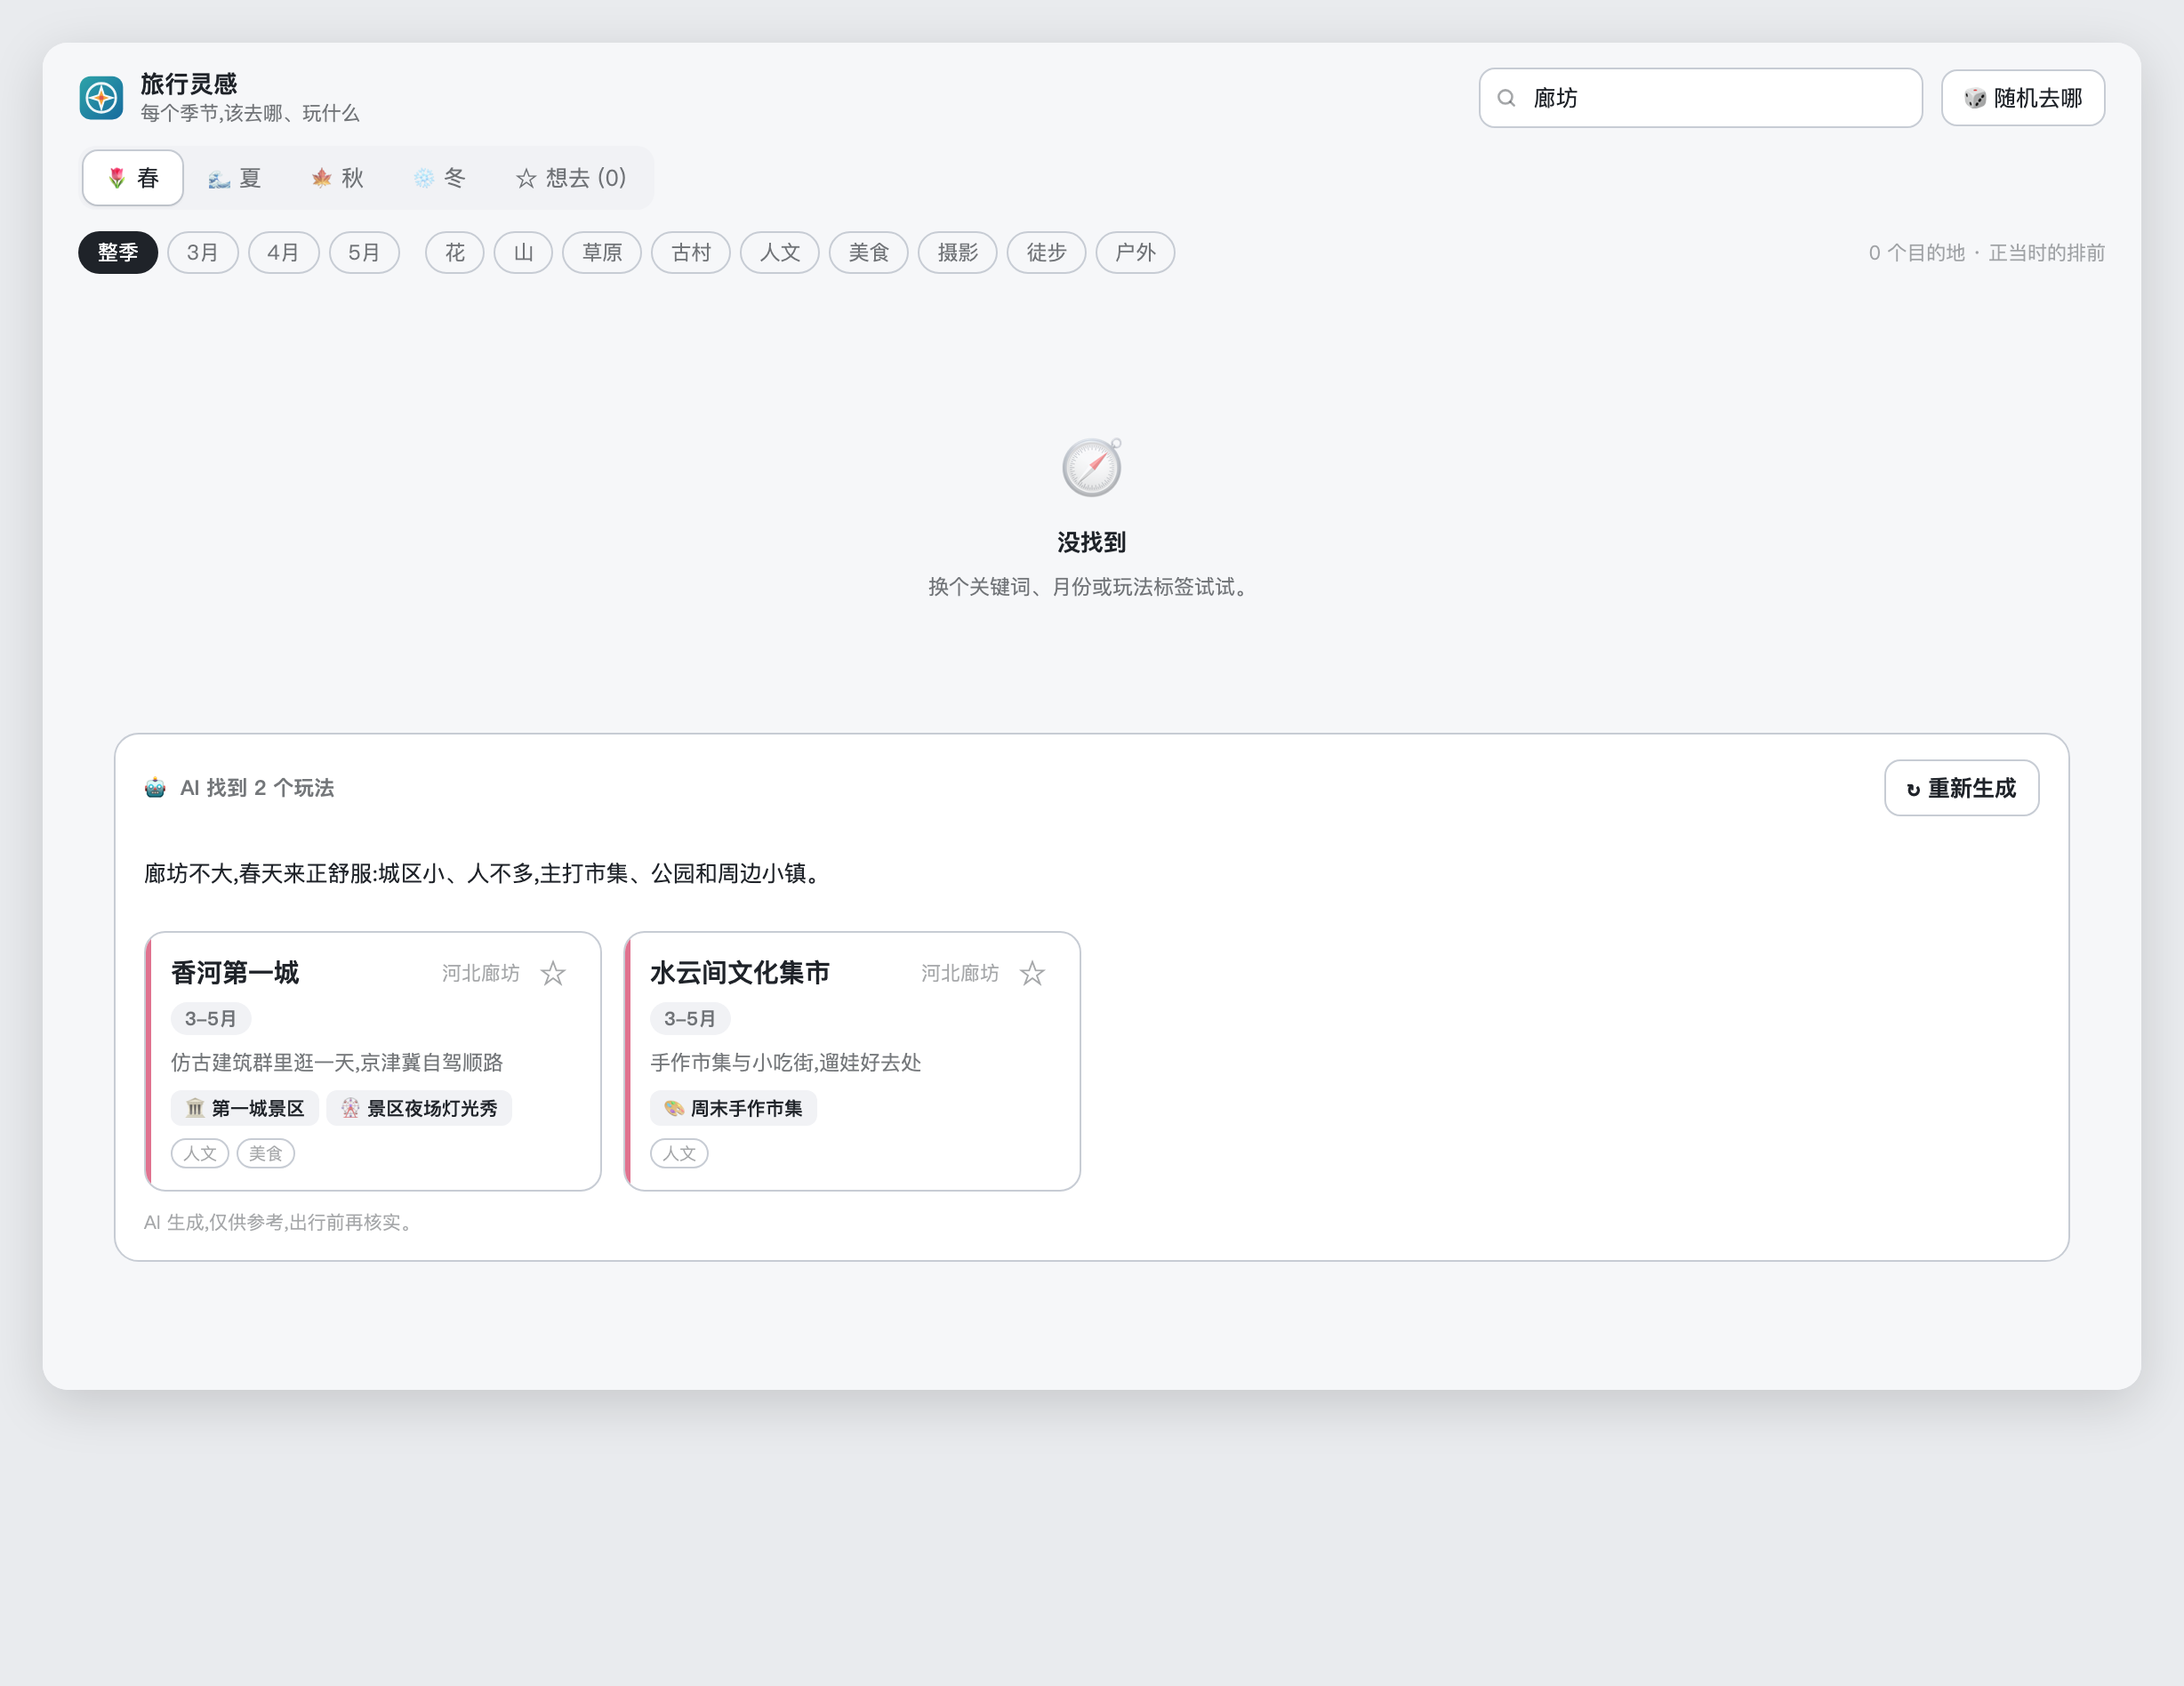 旅行灵感
每个季节,该去哪、玩什么
廊坊
随机去哪
春 夏 秋 冬 ☆ 想去 (0)
整季 3月 4月 5月 花 山 草原 古村 人文 美食 摄影 徒步 户外
0 个目的地 · 正当时的排前
没找到
换个关键词、月份或玩法标签试试。
AI 找到 2 个玩法
↻ 重新生成
廊坊不大,春天来正舒服:城区小、人不多,主打市集、公园和周边小镇。
香河第一城 河北廊坊 ☆
3–5月
仿古建筑群里逛一天,京津冀自驾顺路
第一城景区 景区夜场灯光秀
人文 美食
水云间文化集市 河北廊坊 ☆
3–5月
手作市集与小吃街,遛娃好去处
周末手作市集
人文
AI 生成,仅供参考,出行前再核实。